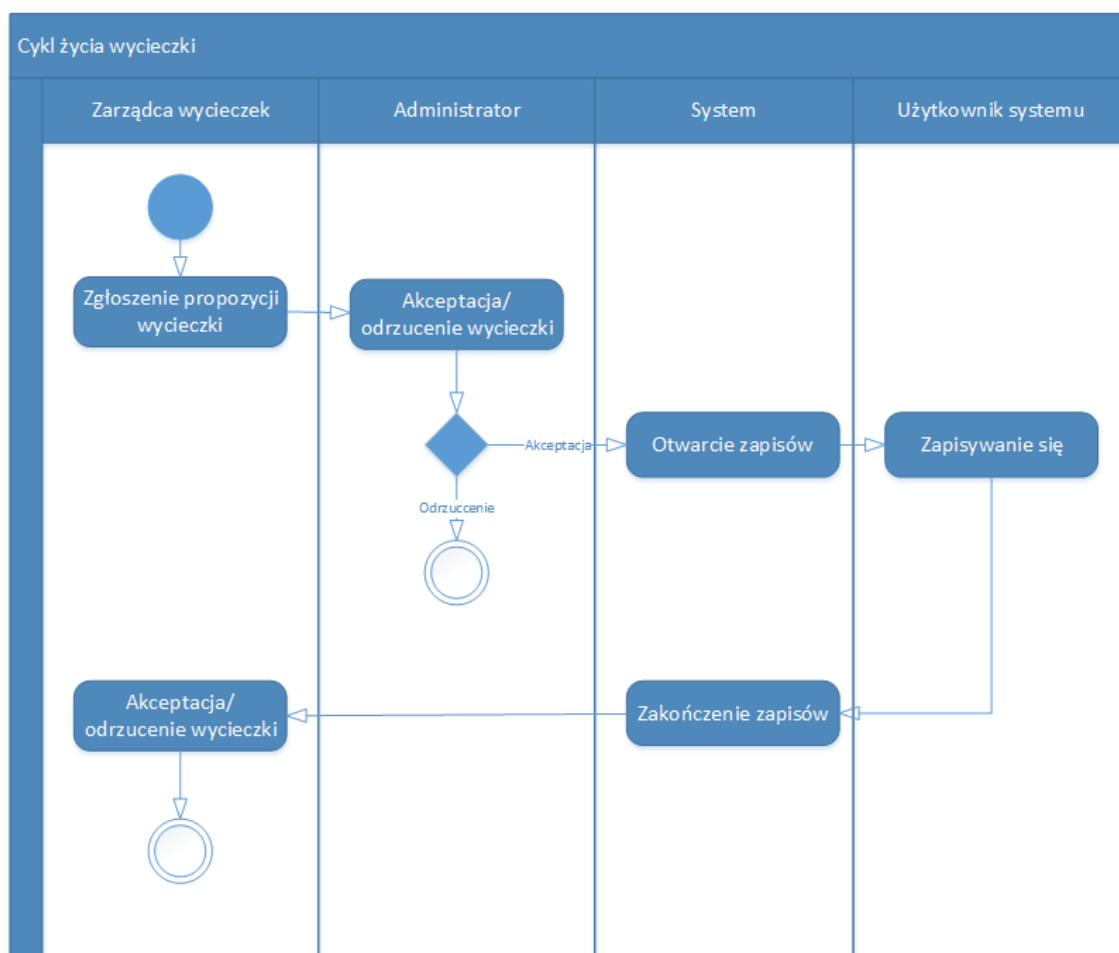 Cykl życia wycieczki
Zarządca wycieczek
Administrator
System
Użytkownik systemu
Zgłoszenie propozycji
wycieczki
Akceptacja/
odrzucenie wycieczki
Akceptacja
Otwarcie zapisów
Zapisywanie się
Odrzuccenie
Akceptacja/
odrzucenie wycieczki
Zakończenie zapisów